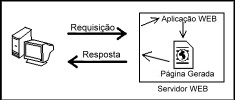 Requisição
Aplicação WEB
Resposta
Página Gerada
Servidor WEB